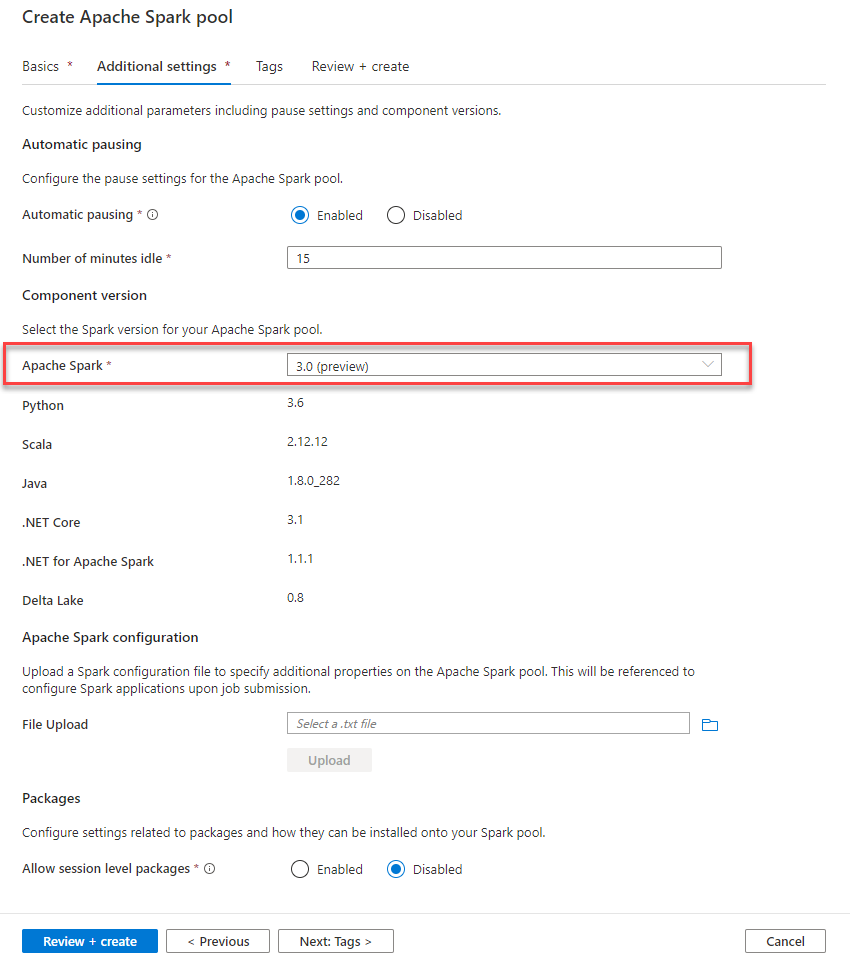 Create Apache Spark pool
Basics * Additional settings * Tags Review + create
Customize additional parameters including pause settings and component versions.
Automatic pausing
Configure the pause settings for the Apache Spark pool.
Automatic pausing * Enabled Disabled
Number of minutes idle * 15
Component version
Select the Spark version for your Apache Spark pool.
Apache Spark * 3.0 (preview)
Python 3.6
Scala 2.12.12
Java 1.8.0_282
.NET Core 3.1
.NET for Apache Spark 1.1.1
Delta Lake 0.8
Apache Spark configuration
Upload a Spark configuration file to specify additional properties on the Apache Spark pool. This will be referenced to
configure Spark applications upon job submission.
File Upload Select a .txt file
Upload
Packages
Configure settings related to packages and how they can be installed onto your Spark pool.
Allow session level packages * Enabled Disabled
Review + create < Previous Next: Tags > Cancel